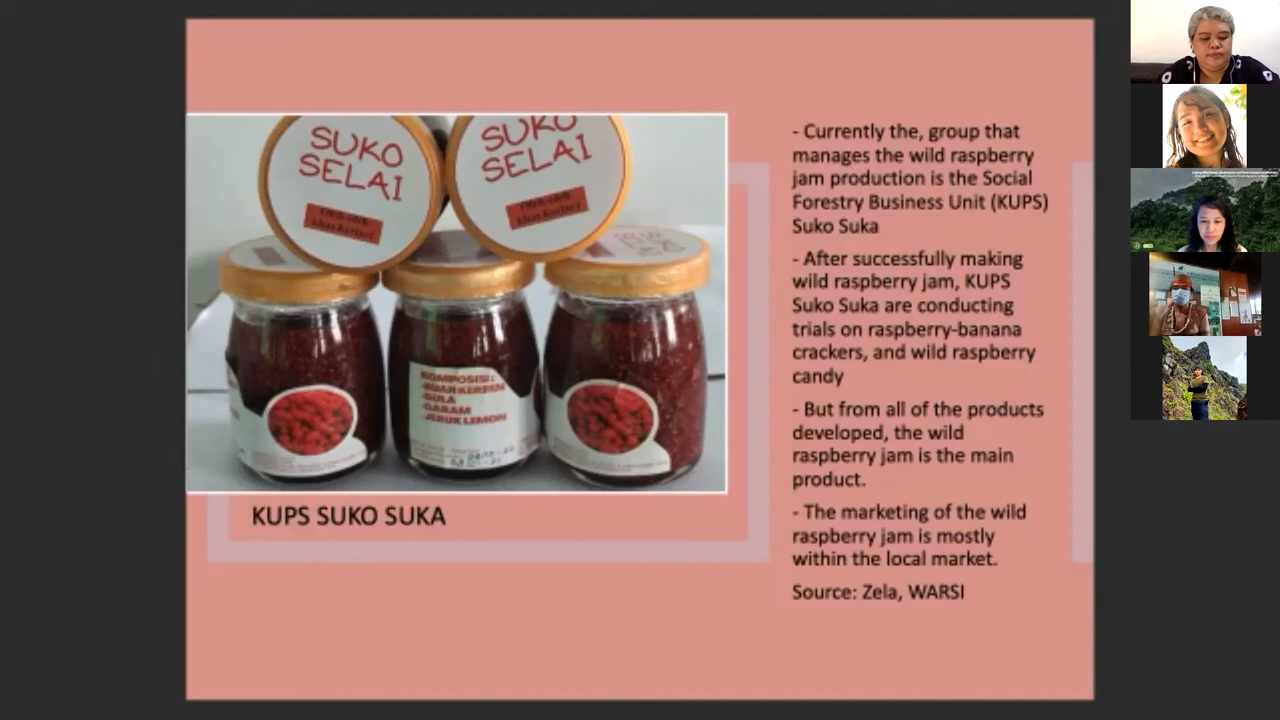 SUKO
SELAI
SUKO
SELAI
KOMPOSISI:
-GULA
-GARAM
-JERUK LEMON
KUPS SUKO SUKA
- Currently the, group that
manages the wild raspberry
jam production is the Social
Forestry Business Unit (KUPS)
Suko Suka
- After successfully making
wild raspberry jam, KUPS
Suko Suka are conducting
trials on raspberry-banana
crackers, and wild raspberry
candy
- But from all of the products
developed, the wild
raspberry jam is the main
product.
- The marketing of the wild
raspberry jam is mostly
within the local market.
Source: Zela, WARSI